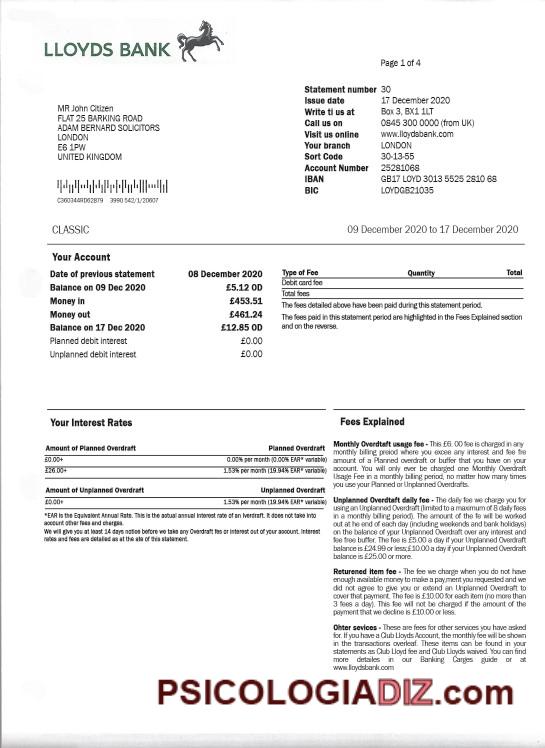 LLOYDS BANK
Page 1 of 4
Statement number 30
Issue date 17 December 2020
Write ti us at Box 3, BX1 1LT
Call us on 0845 300 0000 (from UK)
Visit us online www.lloydsbank.com
Your branch LONDON
Sort Code 30-13-55
Account Number 25281068
IBAN GB17 LOYD 3013 5525 2810 68
BIC LOYDGB21035
MR John Citizen
FLAT 25 BARKING ROAD
ADAM BERNARD SOLICITORS
LONDON
E6 1PW
UNITED KINGDOM
C360344RD62879 3990 542/1/20607
CLASSIC
09 December 2020 to 17 December 2020
Your Account
Date of previous statement 08 December 2020
Balance on 09 Dec 2020 £5.12 OD
Money in £453.51
Money out £461.24
Balance on 17 Dec 2020 £12.85 OD
Planned debit interest £0.00
Unplanned debit interest £0.00
Type of Fee Quantity Total
Debit card fee
Total fees
The fees detailed above have been paid during this statement period.
The fees paid in this statement period are highlighted in the Fees Explained section
and on the reverse.
Your Interest Rates
Amount of Planned Overdraft Planned Overdraft
£0.00+ 0.00% per month (0.00% EAR* variable)
£26.00+ 1.53% per month (19.94% EAR* variable)
Amount of Unplanned Overdraft Unplanned Overdraft
£0.00+ 1.53% per month (19.94% EAR* variable)
*EAR is the Equivalent Annual Rate. This is the actual annual interest rate of an Iverdraft. It does not take into
account other fees and charges.
We will give you at least 14 days notice before we take any Overdraft fes or interest out of your account. Interest
rates and fees are detailed as at the ete of this statement.
Fees Explained
Monthly Overdtaft usage fee - This £6. 00 fee is charged in any
monthly billing preiod where you excee any interest and fee fre
amount of a Planned overdraft or buffer that you have on your
account. You will only ever be charged one Monthly Overdraft
Usage Fee in a monthly billing period, no matter how many times
you use your Planned or Unplanned Overdrafts.
Unplanned Overdtaft daily fee - The daily fee we charge you for
using an Unplanned Overdraft (limited to a maximum of 8 daily fees
in a monthly billing period). The amount of the fe will be worked
out at he end of each day (including weekends and bank holidays)
on the balance of ypur Unplanned Overdraft over any interest and
fee free buffer. The fee is £5.00 a day if your Unplanned Overdraft
balance is £24.99 or less;£10.00 a day if your Unplanned Overdraft
balance is £25.00 or more.
Returened item fee - The fee we charge when you do not have
enough available money to make a pay,ment you requested and we
did not agree to give you or extend an Unplanned Overdraft to
cover that payment. The fee is £10.00 for each item (no more than
3 fees a day). This fee will not be charged if the amount of the
payment that we decline is £10.00 or less.
Ohter sevices - These are fees for other services you have asked
for. If you have a Club Lloyds Account, the monthly fee will be shown
in the transactions overleaf. These items can be found in your
statements as Club Lloyd fee and Club Lloyds waived. You can find
more detailes in our Banking Carges guide or at
www.lloydsbank.com
PSICOLOGIADIZ.com